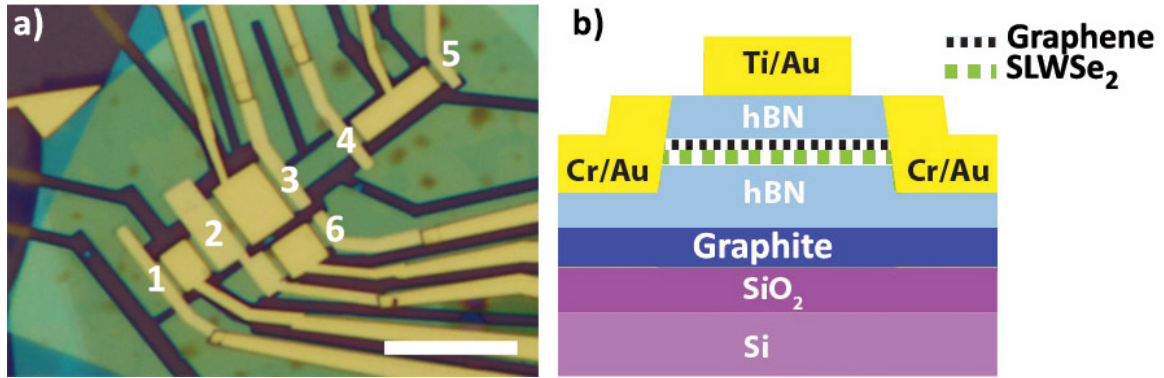 a)
5
4
3
2
6
1
b)
Graphene
SLWSe₂
Ti/Au
hBN
Cr/Au
Cr/Au
hBN
Graphite
SiO₂
Si